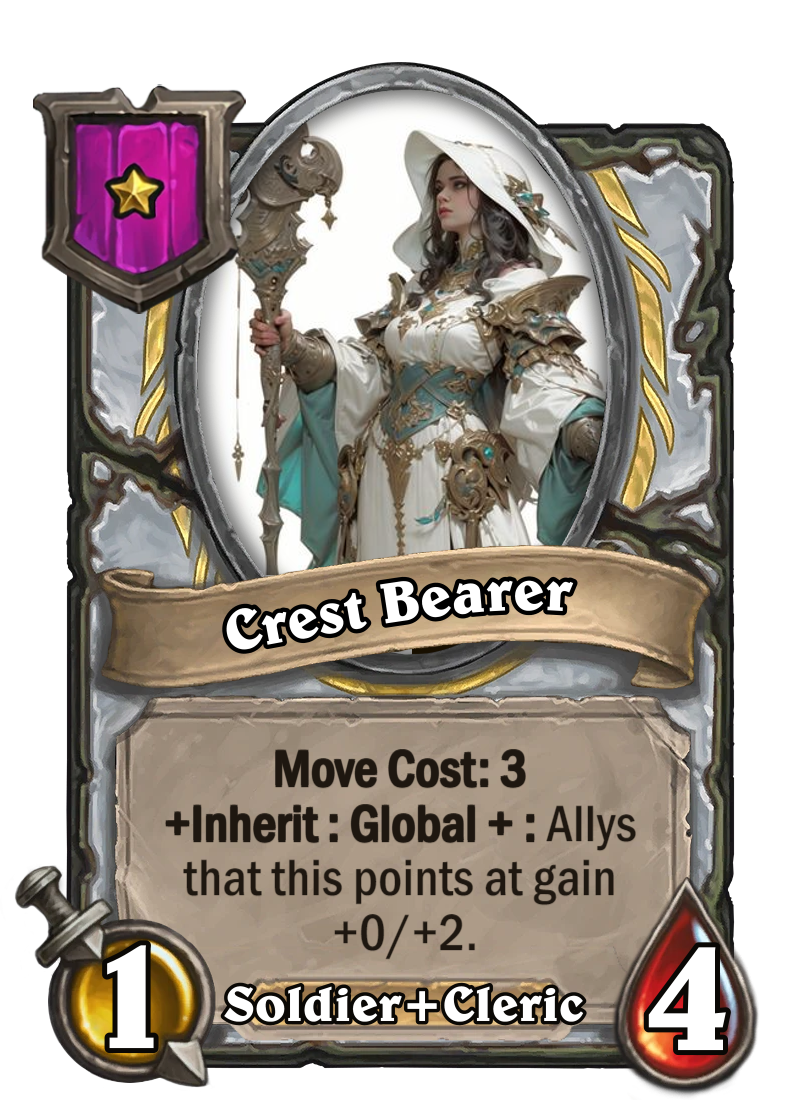 Crest Bearer
Move Cost: 3
+Inherit : Global + : Allys
that this points at gain
+0/+2.
1
Soldier+Cleric
4